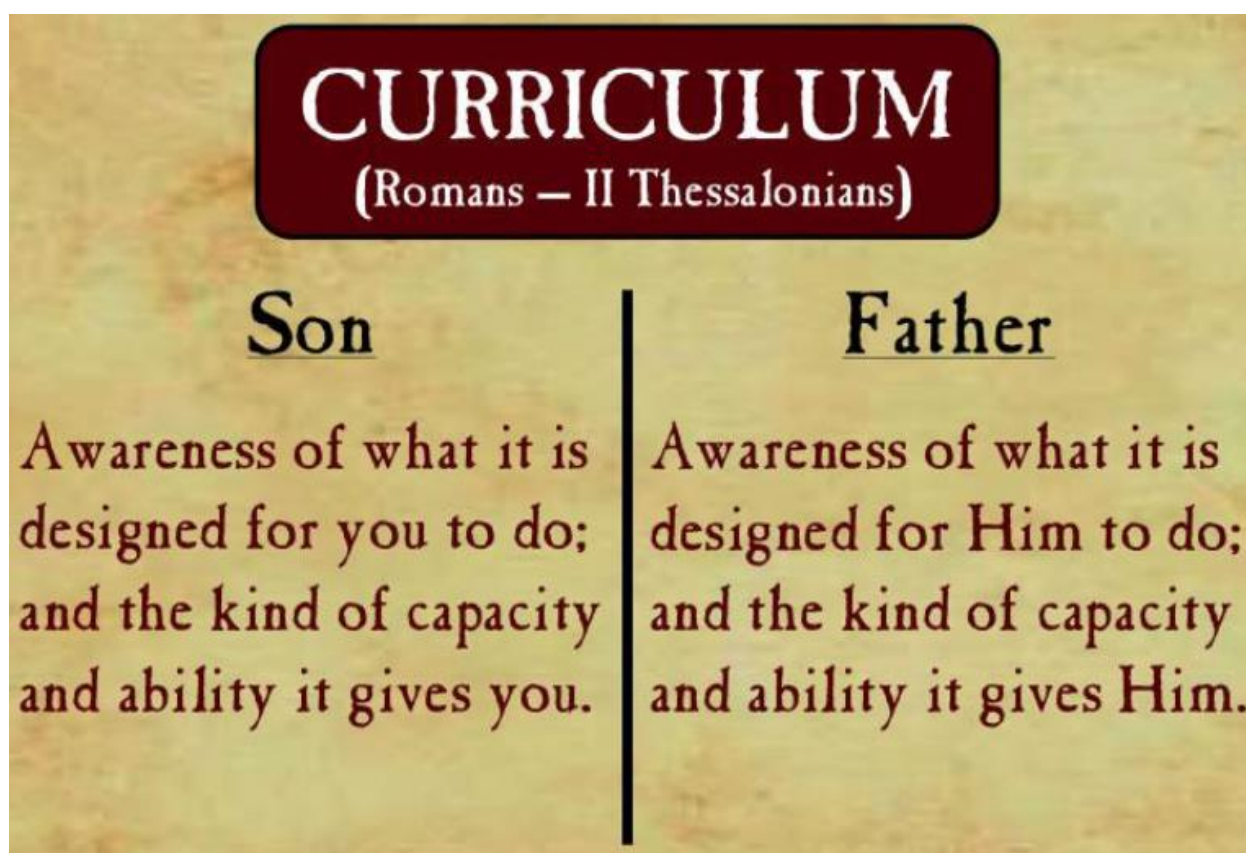 CURRICULUM
(Romans – II Thessalonians)
Son
Awareness of what it is
designed for you to do;
and the kind of capacity
and ability it gives you.
Father
Awareness of what it is
designed for Him to do;
and the kind of capacity
and ability it gives Him.